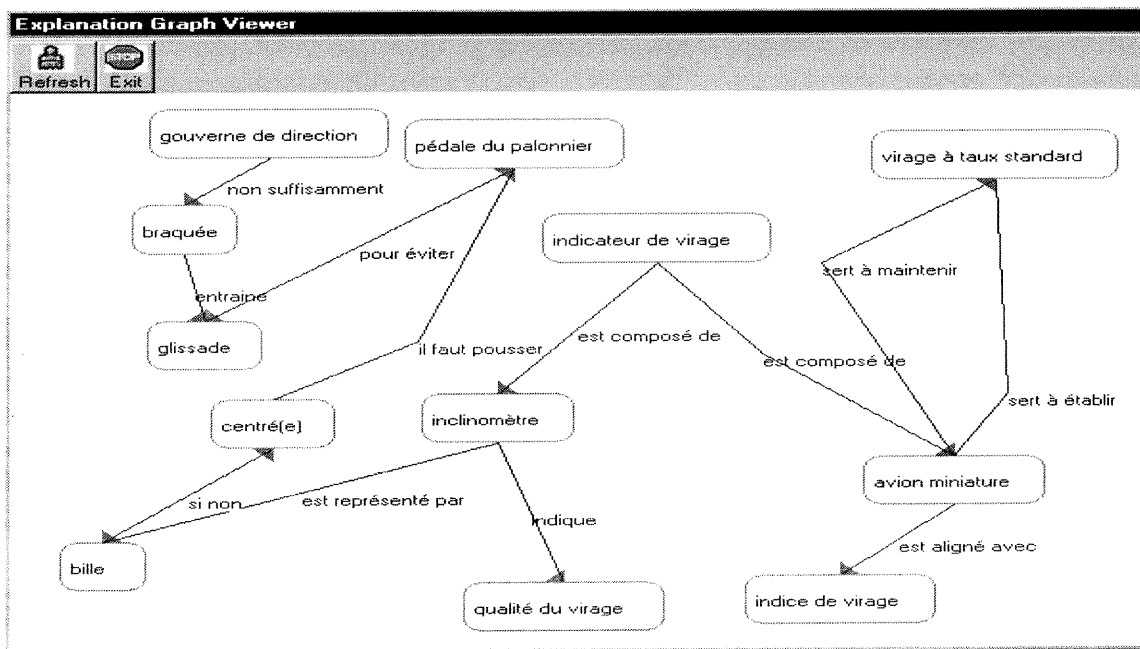 Explanation Graph Viewer
STOP
Refresh Exit
gouverne de direction
pédale du palonnier
virage à taux standard
non suffisamment
braquée
indicateur de virage
pour éviter
sert à maintenir
entraine
glissade
est composé de
il faut pousser
est composé de
sert à établir
centré(e)
inclinomètre
avion miniature
si non
est représenté par
indique
est aligné avec
bille
qualité du virage
indice de virage